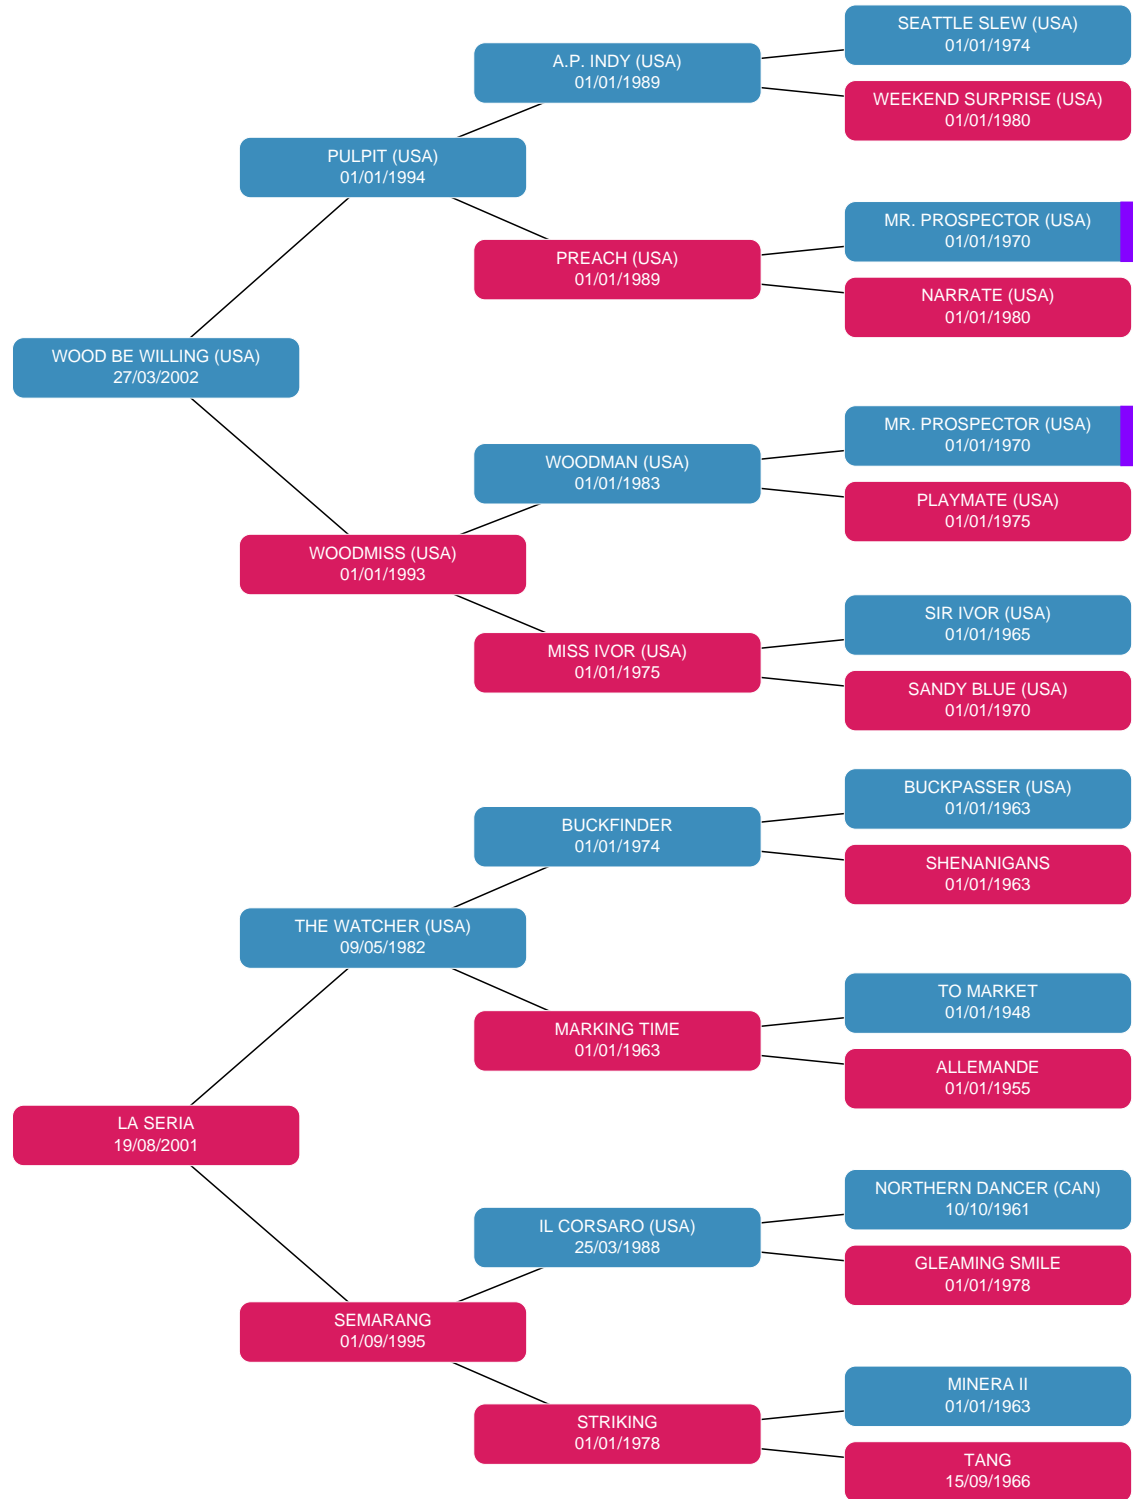 SEATTLE SLEW (USA)
01/01/1974
A.P. INDY (USA)
01/01/1989
WEEKEND SURPRISE (USA)
01/01/1980
PULPIT (USA)
01/01/1994
MR. PROSPECTOR (USA)
01/01/1970
PREACH (USA)
01/01/1989
NARRATE (USA)
01/01/1980
WOOD BE WILLING (USA)
27/03/2002
MR. PROSPECTOR (USA)
01/01/1970
WOODMAN (USA)
01/01/1983
PLAYMATE (USA)
01/01/1975
WOODMISS (USA)
01/01/1993
SIR IVOR (USA)
01/01/1965
MISS IVOR (USA)
01/01/1975
SANDY BLUE (USA)
01/01/1970
BUCKPASSER (USA)
01/01/1963
BUCKFINDER
01/01/1974
SHENANIGANS
01/01/1963
THE WATCHER (USA)
09/05/1982
TO MARKET
01/01/1948
MARKING TIME
01/01/1963
ALLEMANDE
01/01/1955
LA SERIA
19/08/2001
NORTHERN DANCER (CAN)
10/10/1961
IL CORSARO (USA)
25/03/1988
GLEAMING SMILE
01/01/1978
SEMARANG
01/09/1995
MINERA II
01/01/1963
STRIKING
01/01/1978
TANG
15/09/1966